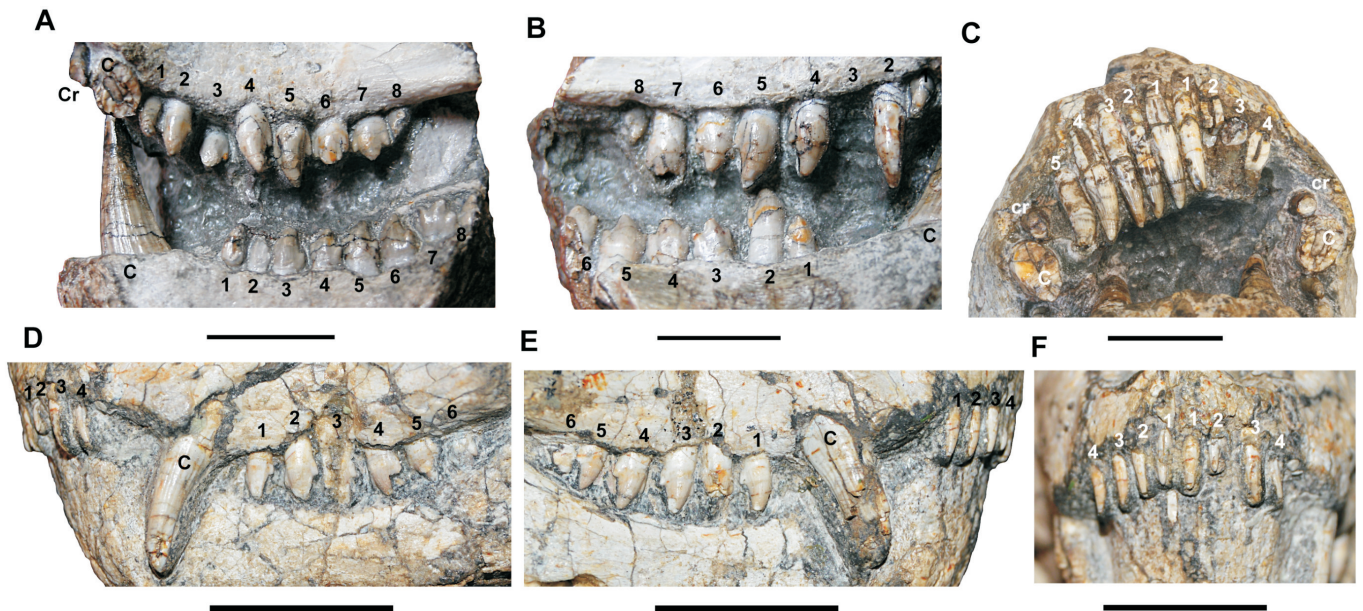 A
C 1 2 3 4 5 6 7 8
Cr
C 1 2 3 4 5 6 7 8
B
8 7 6 5 4 3 2 1
6 5 4 3 2 1 C
C
5 4 3 2 1 1 2 3 4
cr cr
C C
D
1 2 3 4 C 1 2 3 4 5 6
E
6 5 4 3 2 1 C 1 2 3 4
F
4 3 2 1 1 2 3 4